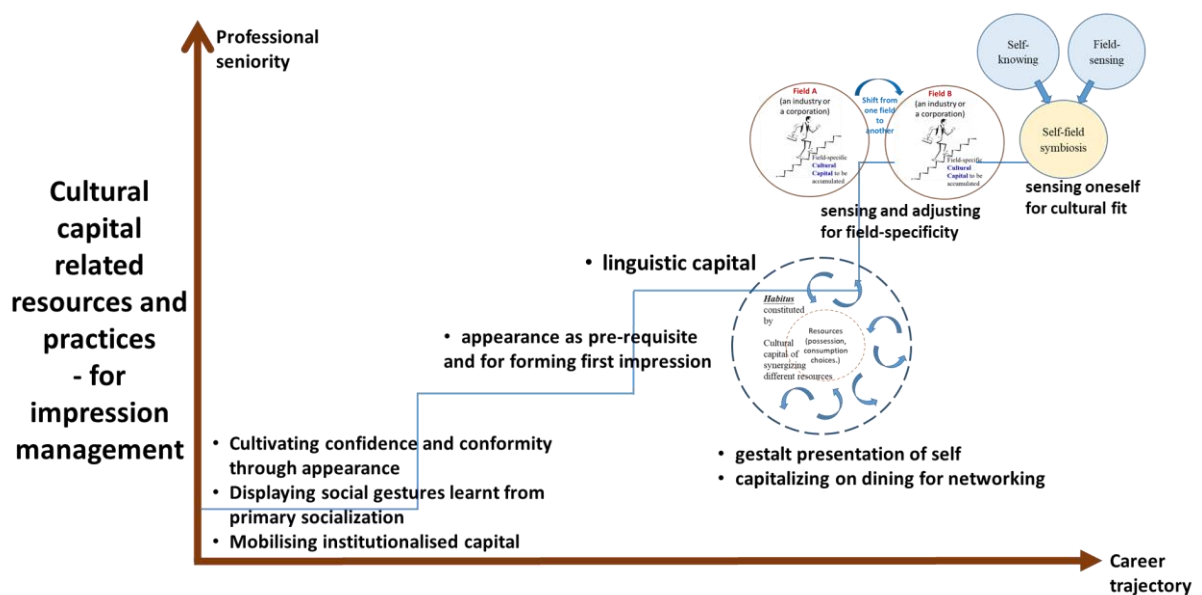 Professional
seniority
Cultural
capital
related
resources and
practices
- for
impression
management
Self-
knowing
Field-
sensing
Self-field
symbiosis
Field A
(an industry or
a corporation)
Field-specific
Cultural
Capital to be
accumulated
Shift from
one field
to
another
Field B
(an industry or
a corporation)
Field-specific
Cultural
Capital to be
accumulated
sensing oneself
for cultural fit
sensing and adjusting
for field-specificity
• linguistic capital
Habitus
constituted
by
Cultural
capital of
synergizing
different resources
Resources
(possession,
consumption
choices.)
• appearance as pre-requisite
and for forming first impression
• gestalt presentation of self
• capitalizing on dining for networking
• Cultivating confidence and conformity
through appearance
• Displaying social gestures learnt from
primary socialization
• Mobilising institutionalised capital
Career
trajectory